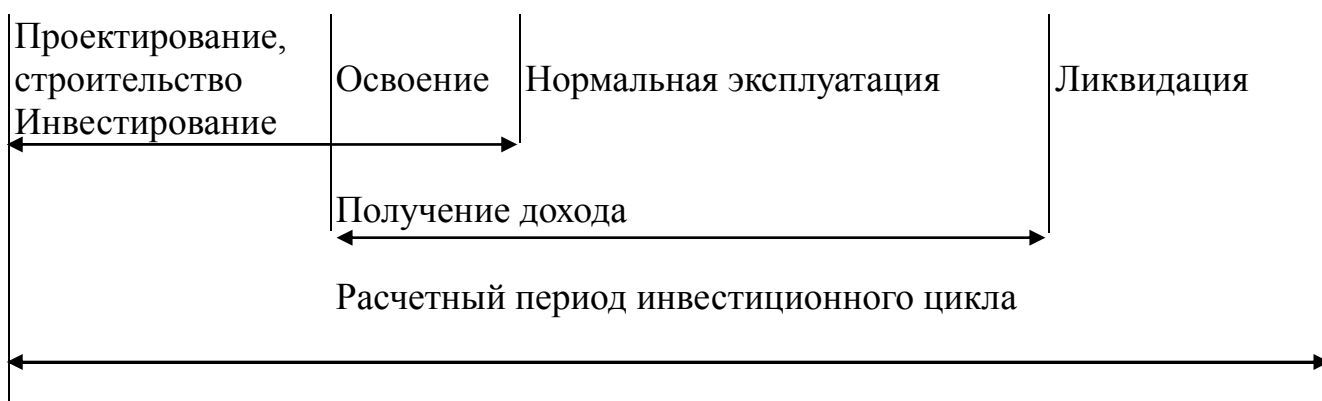 Проектирование,
строительство Освоение Нормальная эксплуатация Ликвидация
Инвестирование
Получение дохода
Расчетный период инвестиционного цикла